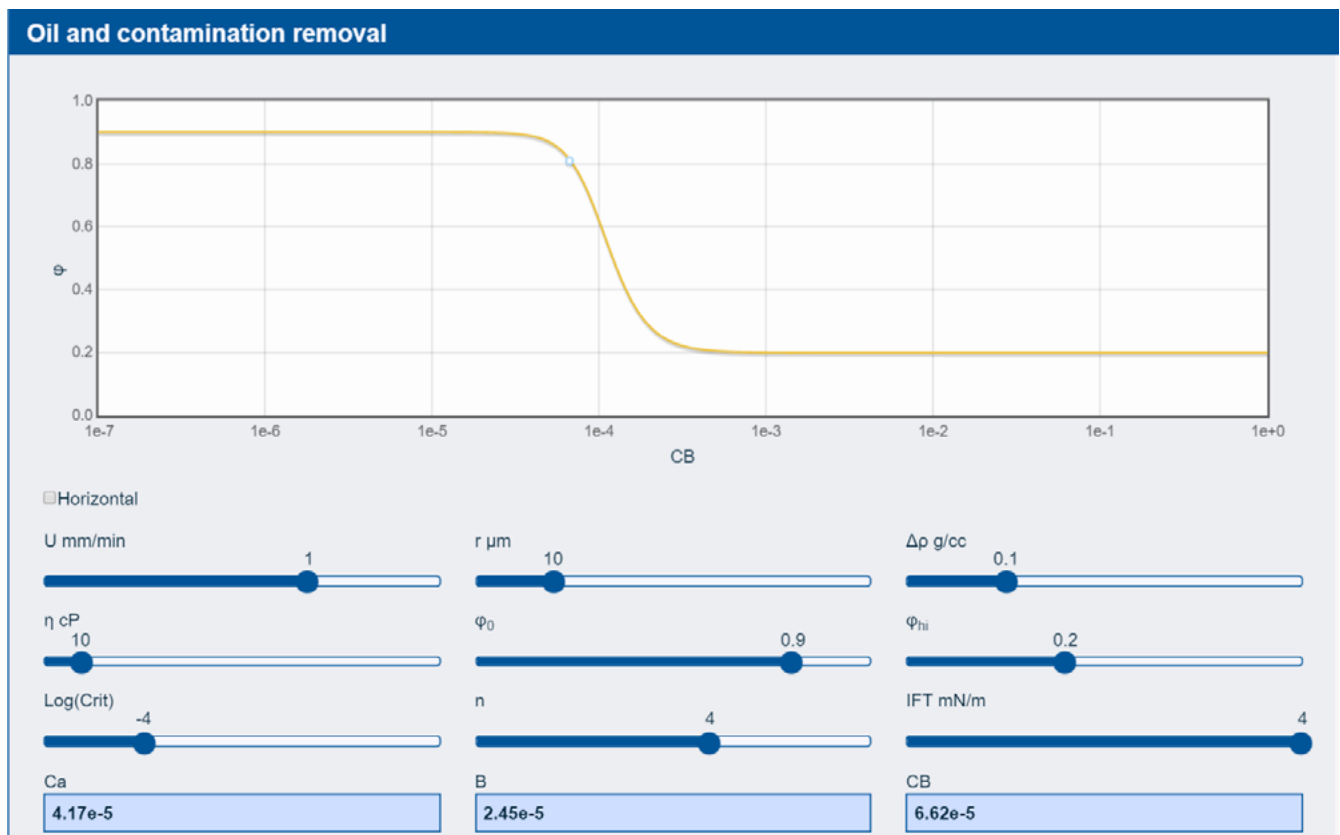 Oil and contamination removal
1.0
0.8
0.6
φ
0.4
0.2
0.0
1e-7 1e-6 1e-5 1e-4 1e-3 1e-2 1e-1 1e+0
CB
Horizontal
U mm/min r μm Δρ g/cc
1 10 0.1
η cP φ₀ φhi
10 0.9 0.2
Log(Crit) n IFT mN/m
-4 4 4
Ca B CB
4.17e-5 2.45e-5 6.62e-5